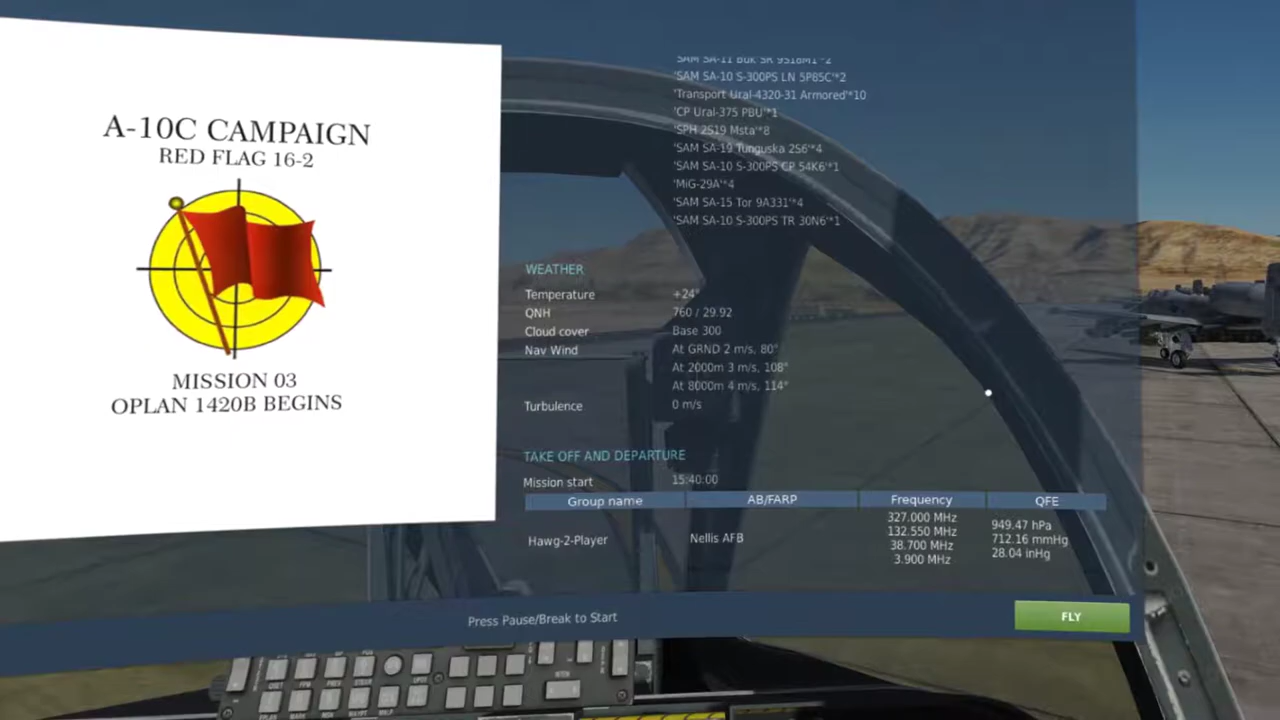 A-10C CAMPAIGN
RED FLAG 16-2
MISSION 03
OPLAN 1420B BEGINS
'SAM SA-11 Buk SR 9S18M1'*2
'SAM SA-10 S-300PS LN 5P85C'*2
'Transport Ural-4320-31 Armored'*10
'CP Ural-375 PBU'*1
'SPH 2S19 Msta'*8
'SAM SA-19 Tunguska 2S6'*4
'SAM SA-10 S-300PS CP 54K6'*1
'MiG-29A'*4
'SAM SA-15 Tor 9A331'*4
'SAM SA-10 S-300PS TR 30N6'*1
WEATHER
Temperature +24°
QNH 760 / 29.92
Cloud cover Base 300
Nav Wind At GRND 2 m/s, 80°
At 2000m 3 m/s, 108°
At 8000m 4 m/s, 114°
Turbulence 0 m/s
TAKE OFF AND DEPARTURE
Mission start 15:40:00
Group name AB/FARP Frequency QFE
Hawg-2-Player Nellis AFB 327.000 MHz 949.47 hPa
132.550 MHz 712.16 mmHg
38.700 MHz 28.04 inHg
3.900 MHz
Press Pause/Break to Start
FLY